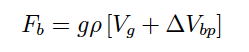 F_b = gρ [V_g + ΔV_{bp}]